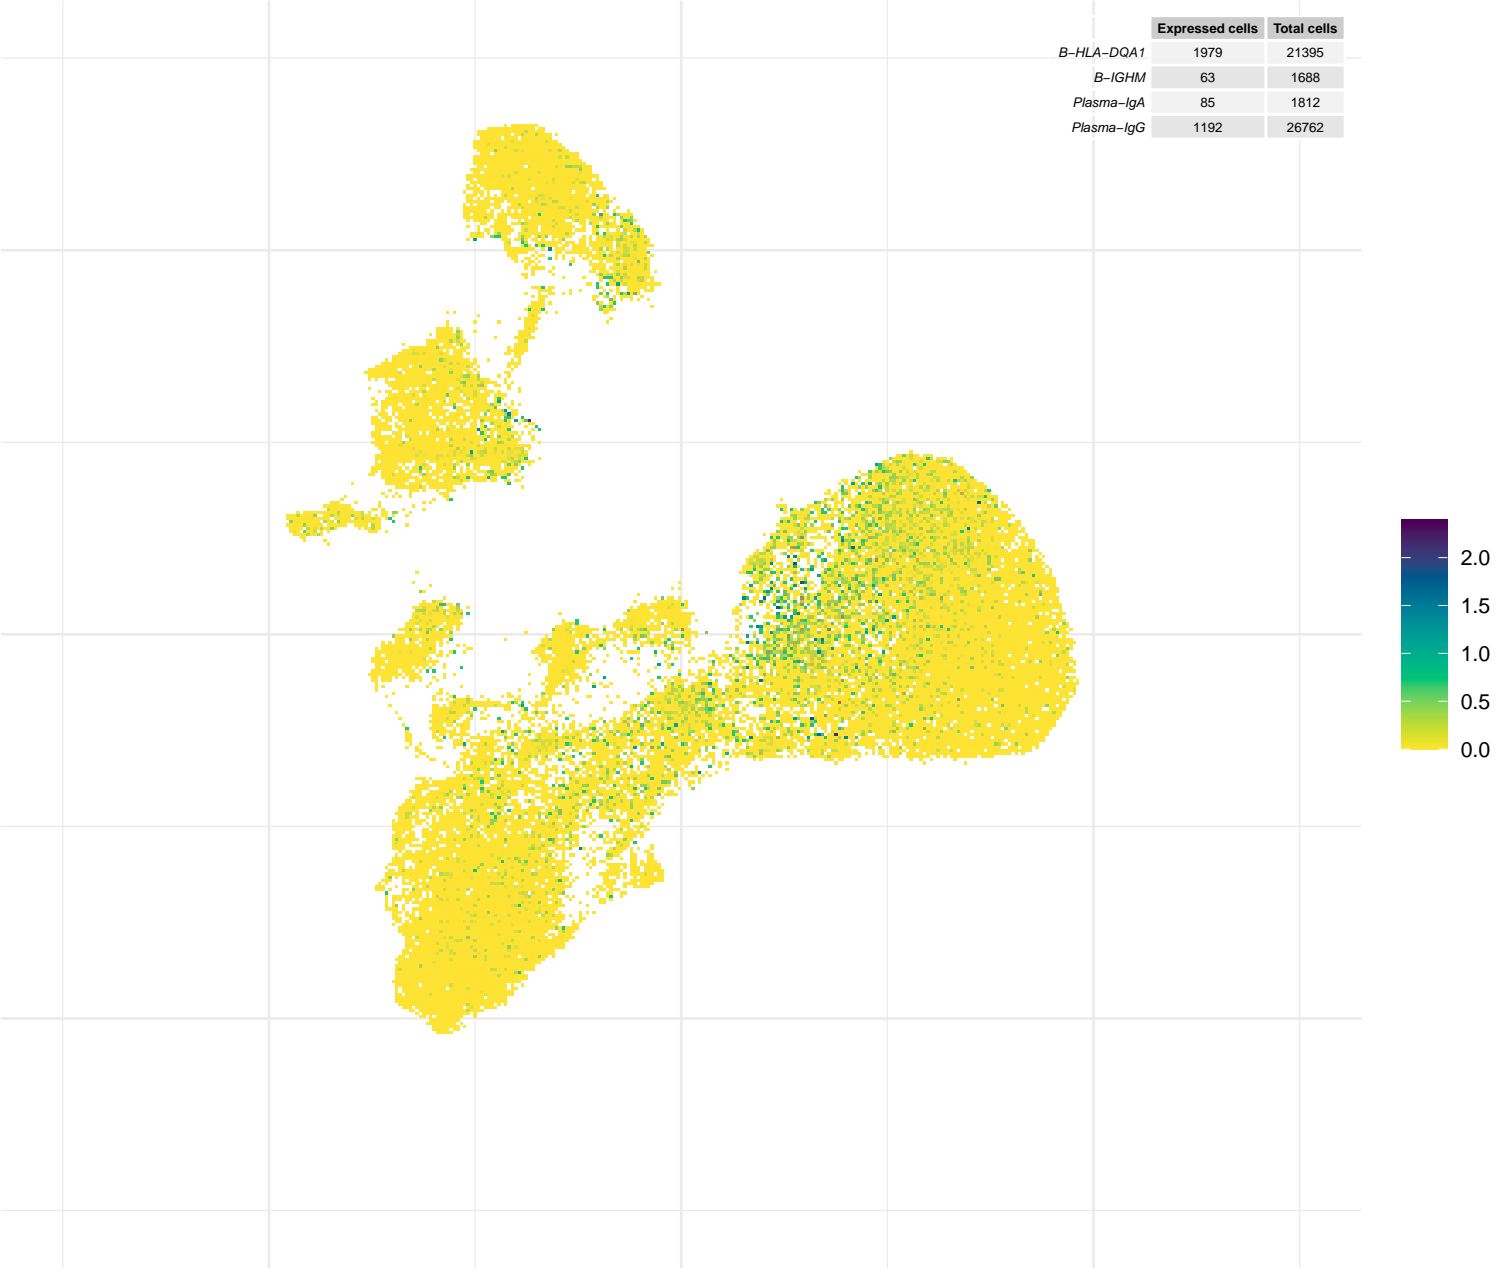 Expressed cells Total cells
B−HLA−DQA1 1979 21395
B−IGHM 63 1688
Plasma−IgA 85 1812
Plasma−IgG 1192 26762
2.0
1.5
1.0
0.5
0.0